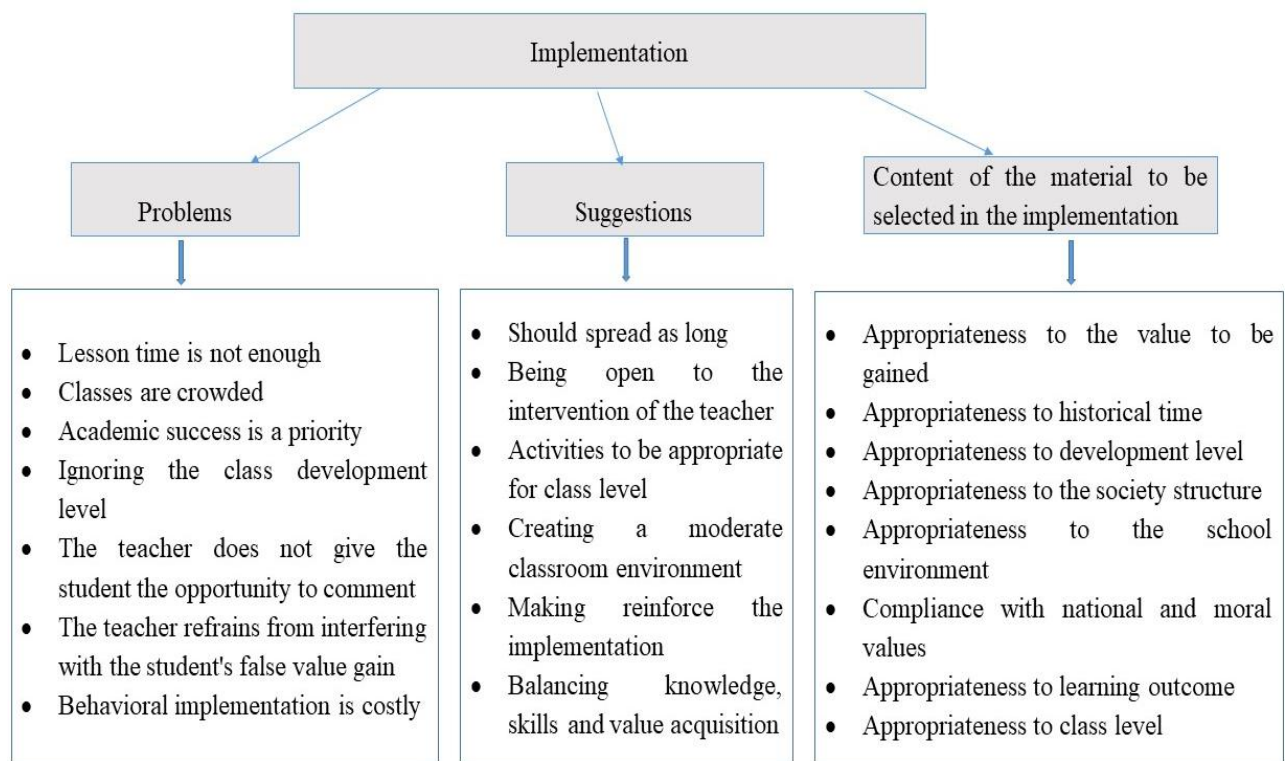 Implementation
Problems
Suggestions
Content of the material to be
selected in the implementation
• Lesson time is not enough
• Classes are crowded
• Academic success is a priority
• Ignoring the class development
level
• The teacher does not give the
student the opportunity to comment
• The teacher refrains from interfering
with the student's false value gain
• Behavioral implementation is costly
• Should spread as long
• Being open to the
intervention of the teacher
• Activities to be appropriate
for class level
• Creating a moderate
classroom environment
• Making reinforce the
implementation
• Balancing knowledge,
skills and value acquisition
• Appropriateness to the value to be
gained
• Appropriateness to historical time
• Appropriateness to development level
• Appropriateness to the society structure
• Appropriateness to the school
environment
• Compliance with national and moral
values
• Appropriateness to learning outcome
• Appropriateness to class level